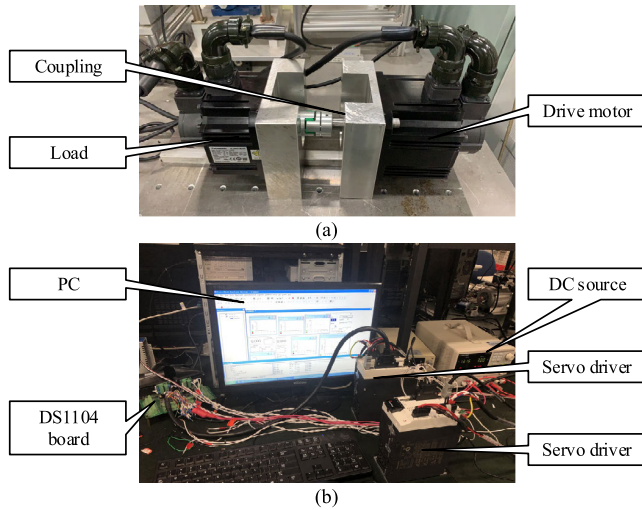 Coupling
Load
Drive motor
(a)
PC
DC source
Servo driver
DS1104
board
Servo driver
(b)